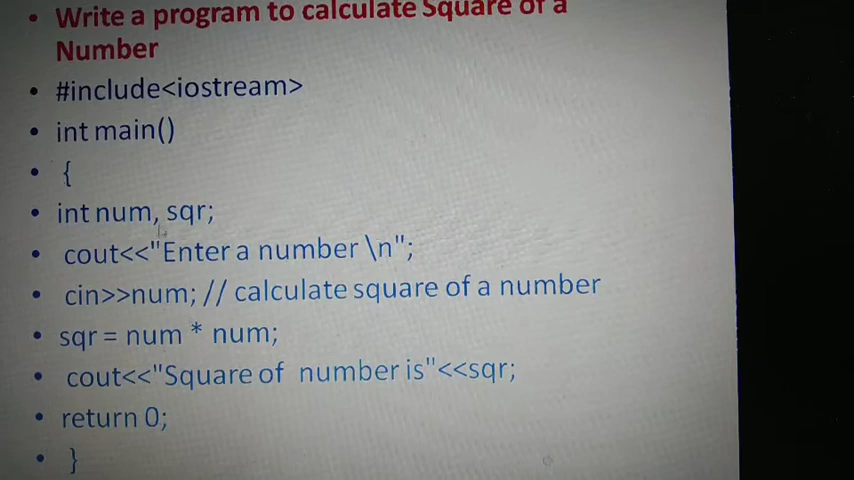 • Write a program to calculate Square of a
Number
• #include<iostream>
• int main()
• {
• int num, sqr;
• cout<<"Enter a number \n";
• cin>>num; // calculate square of a number
• sqr = num * num;
• cout<<"Square of  number is"<<sqr;
• return 0;
• }